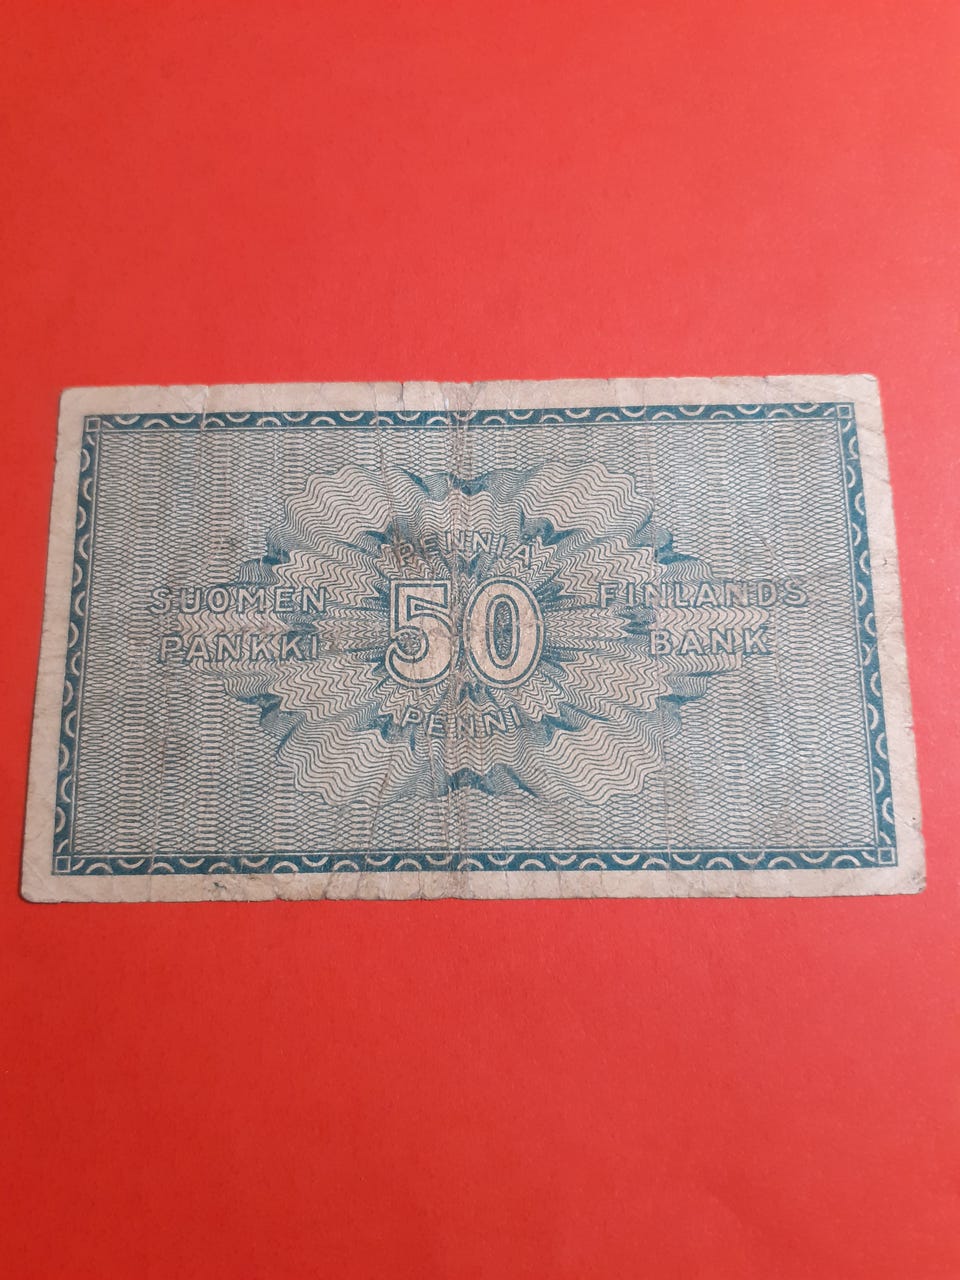 PENNIÄ
SUOMEN
PANKKI
50
FINLANDS
BANK
PENNI